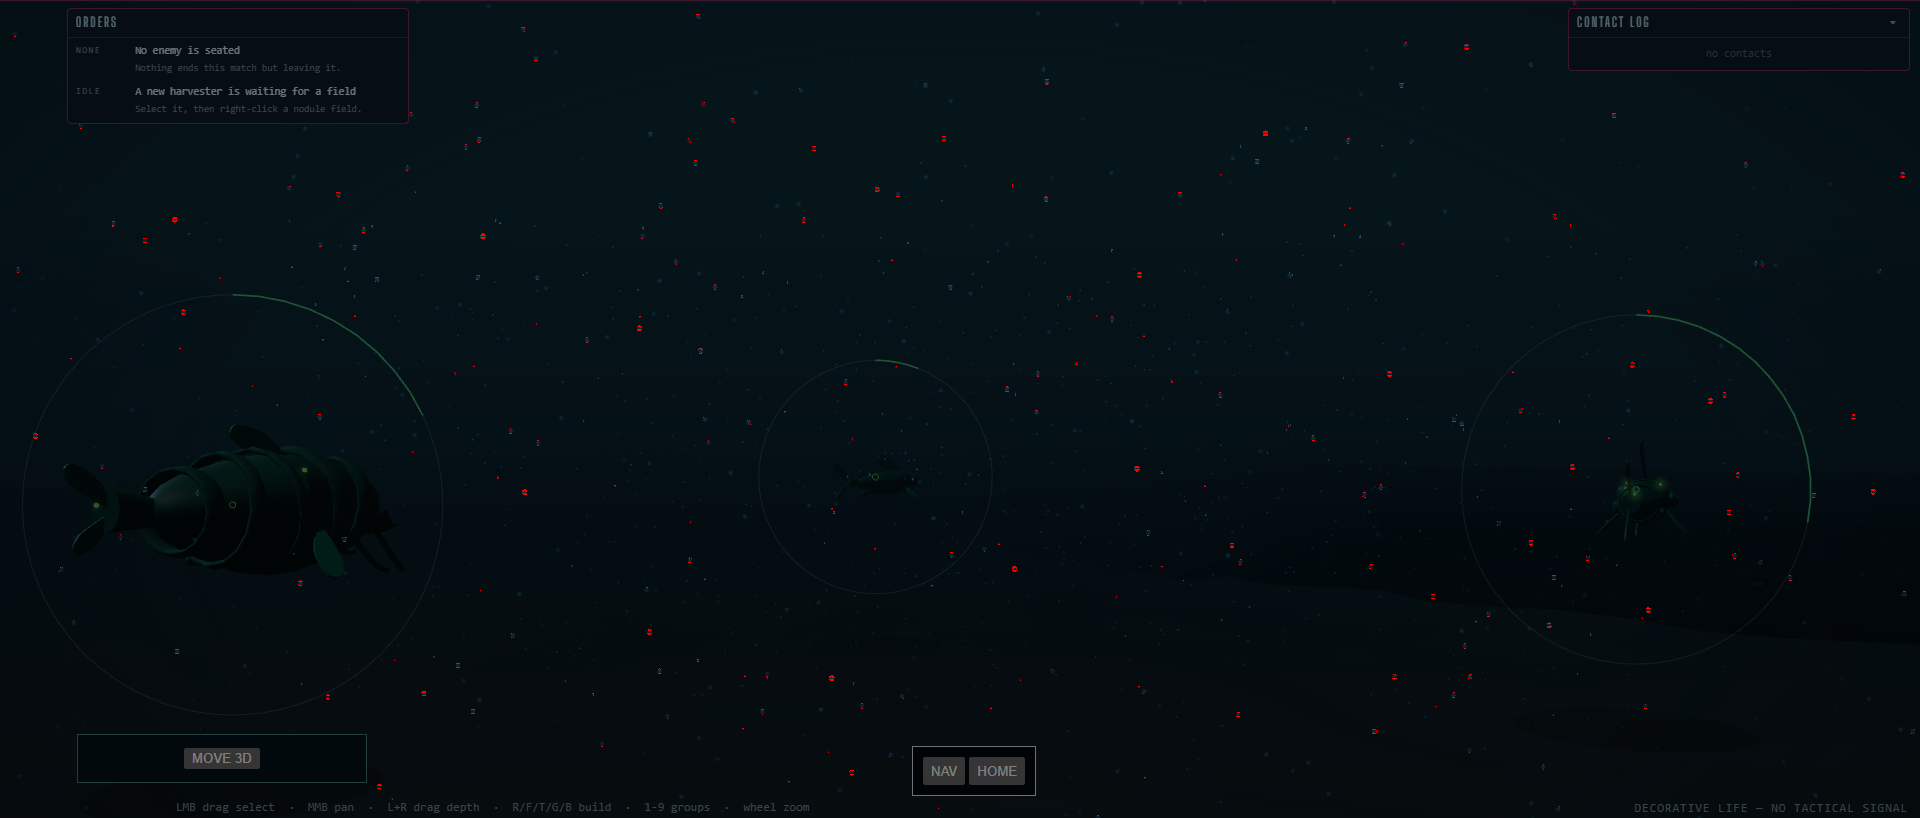 ORDERS
NONE No enemy is seated
Nothing ends this match but leaving it.
IDLE A new harvester is waiting for a field
Select it, then right-click a nodule field.
CONTACT LOG
no contacts
MOVE 3D
NAV HOME
LMB drag select · MMB pan · L+R drag depth · R/F/T/G/B build · 1-9 groups · wheel zoom
DECORATIVE LIFE — NO TACTICAL SIGNAL